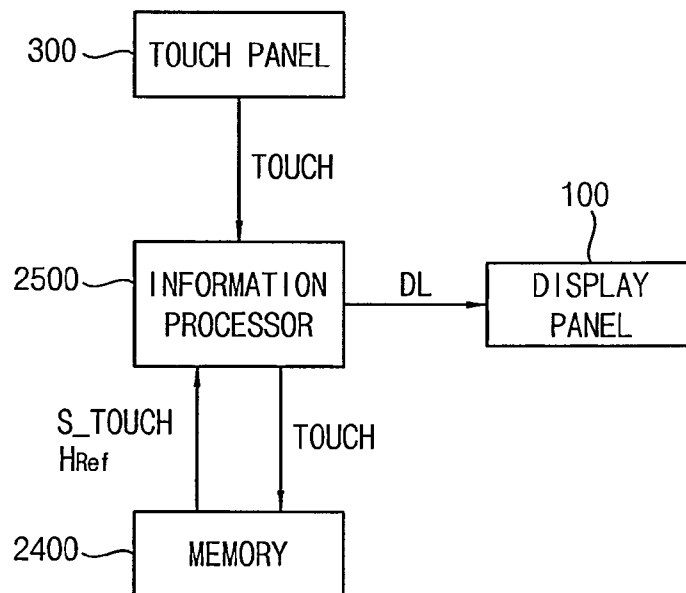 300
TOUCH PANEL
TOUCH
100
2500
INFORMATION
PROCESSOR
DL
DISPLAY
PANEL
S_TOUCH
HRef
TOUCH
2400
MEMORY